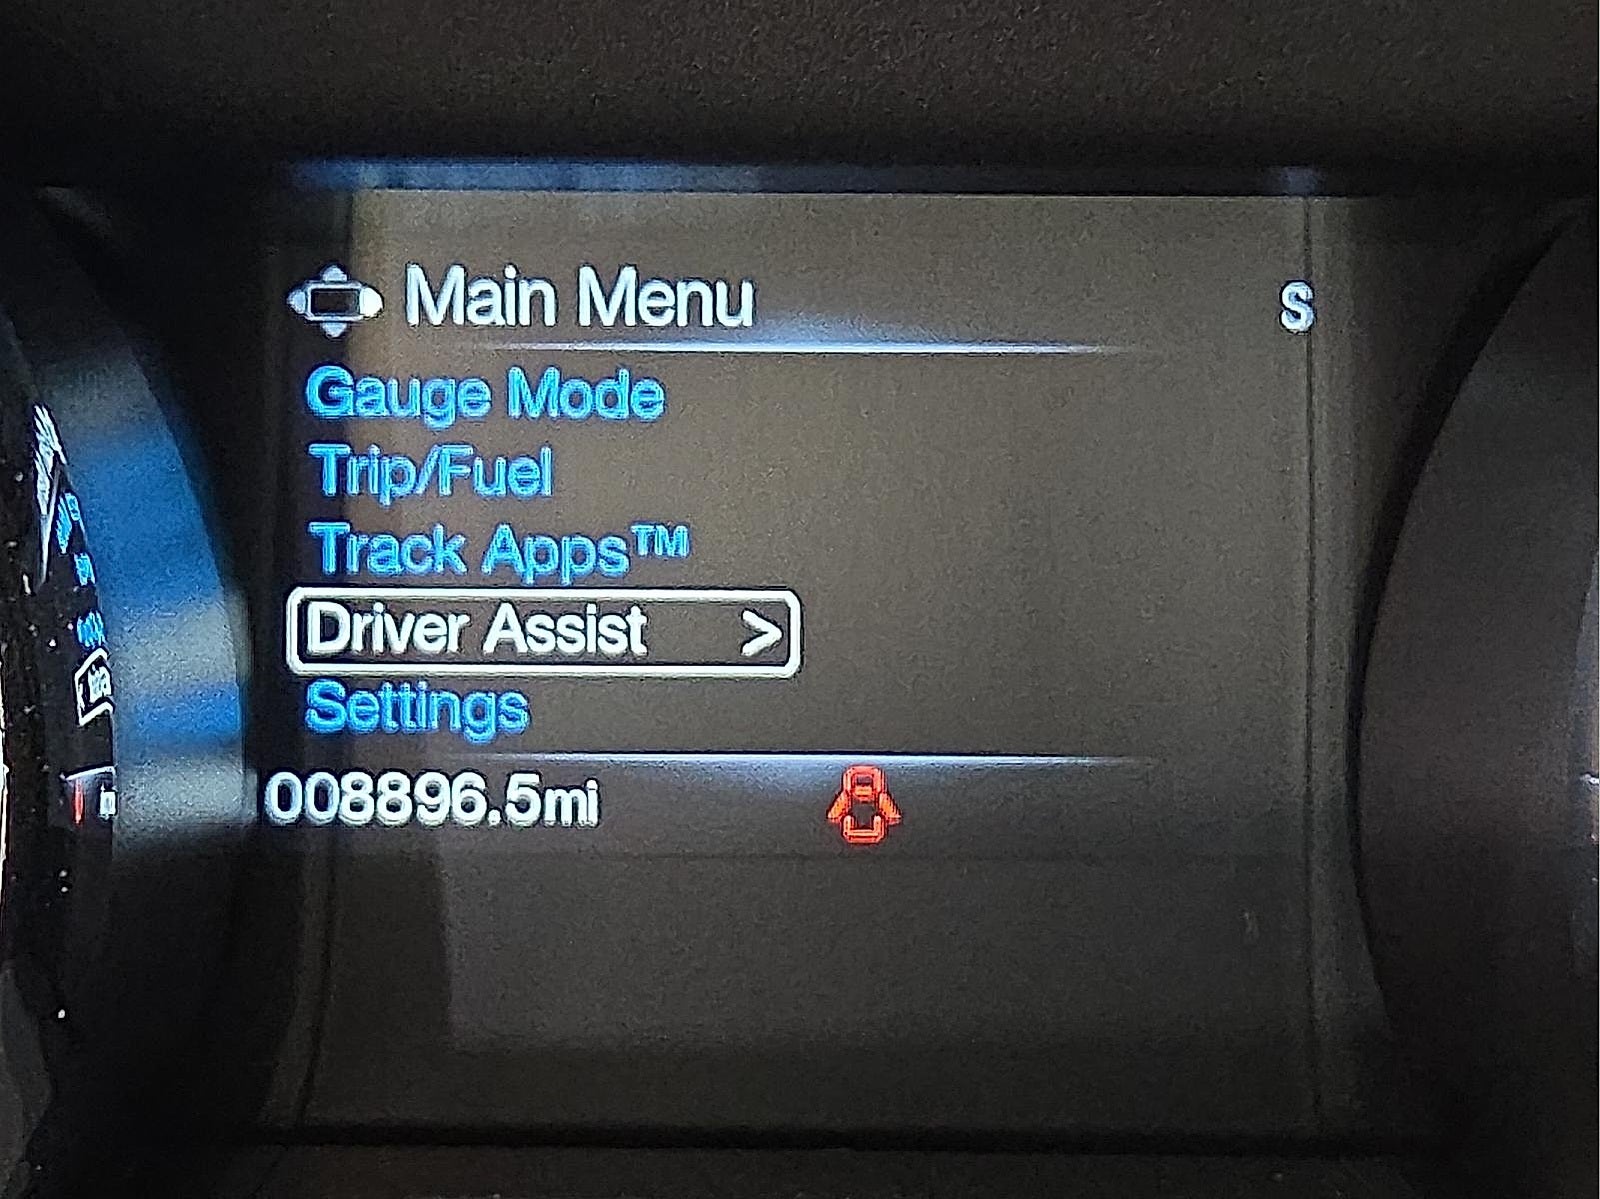 Main Menu
S
Gauge Mode
Trip/Fuel
Track Apps™
Driver Assist >
Settings
008896.5mi